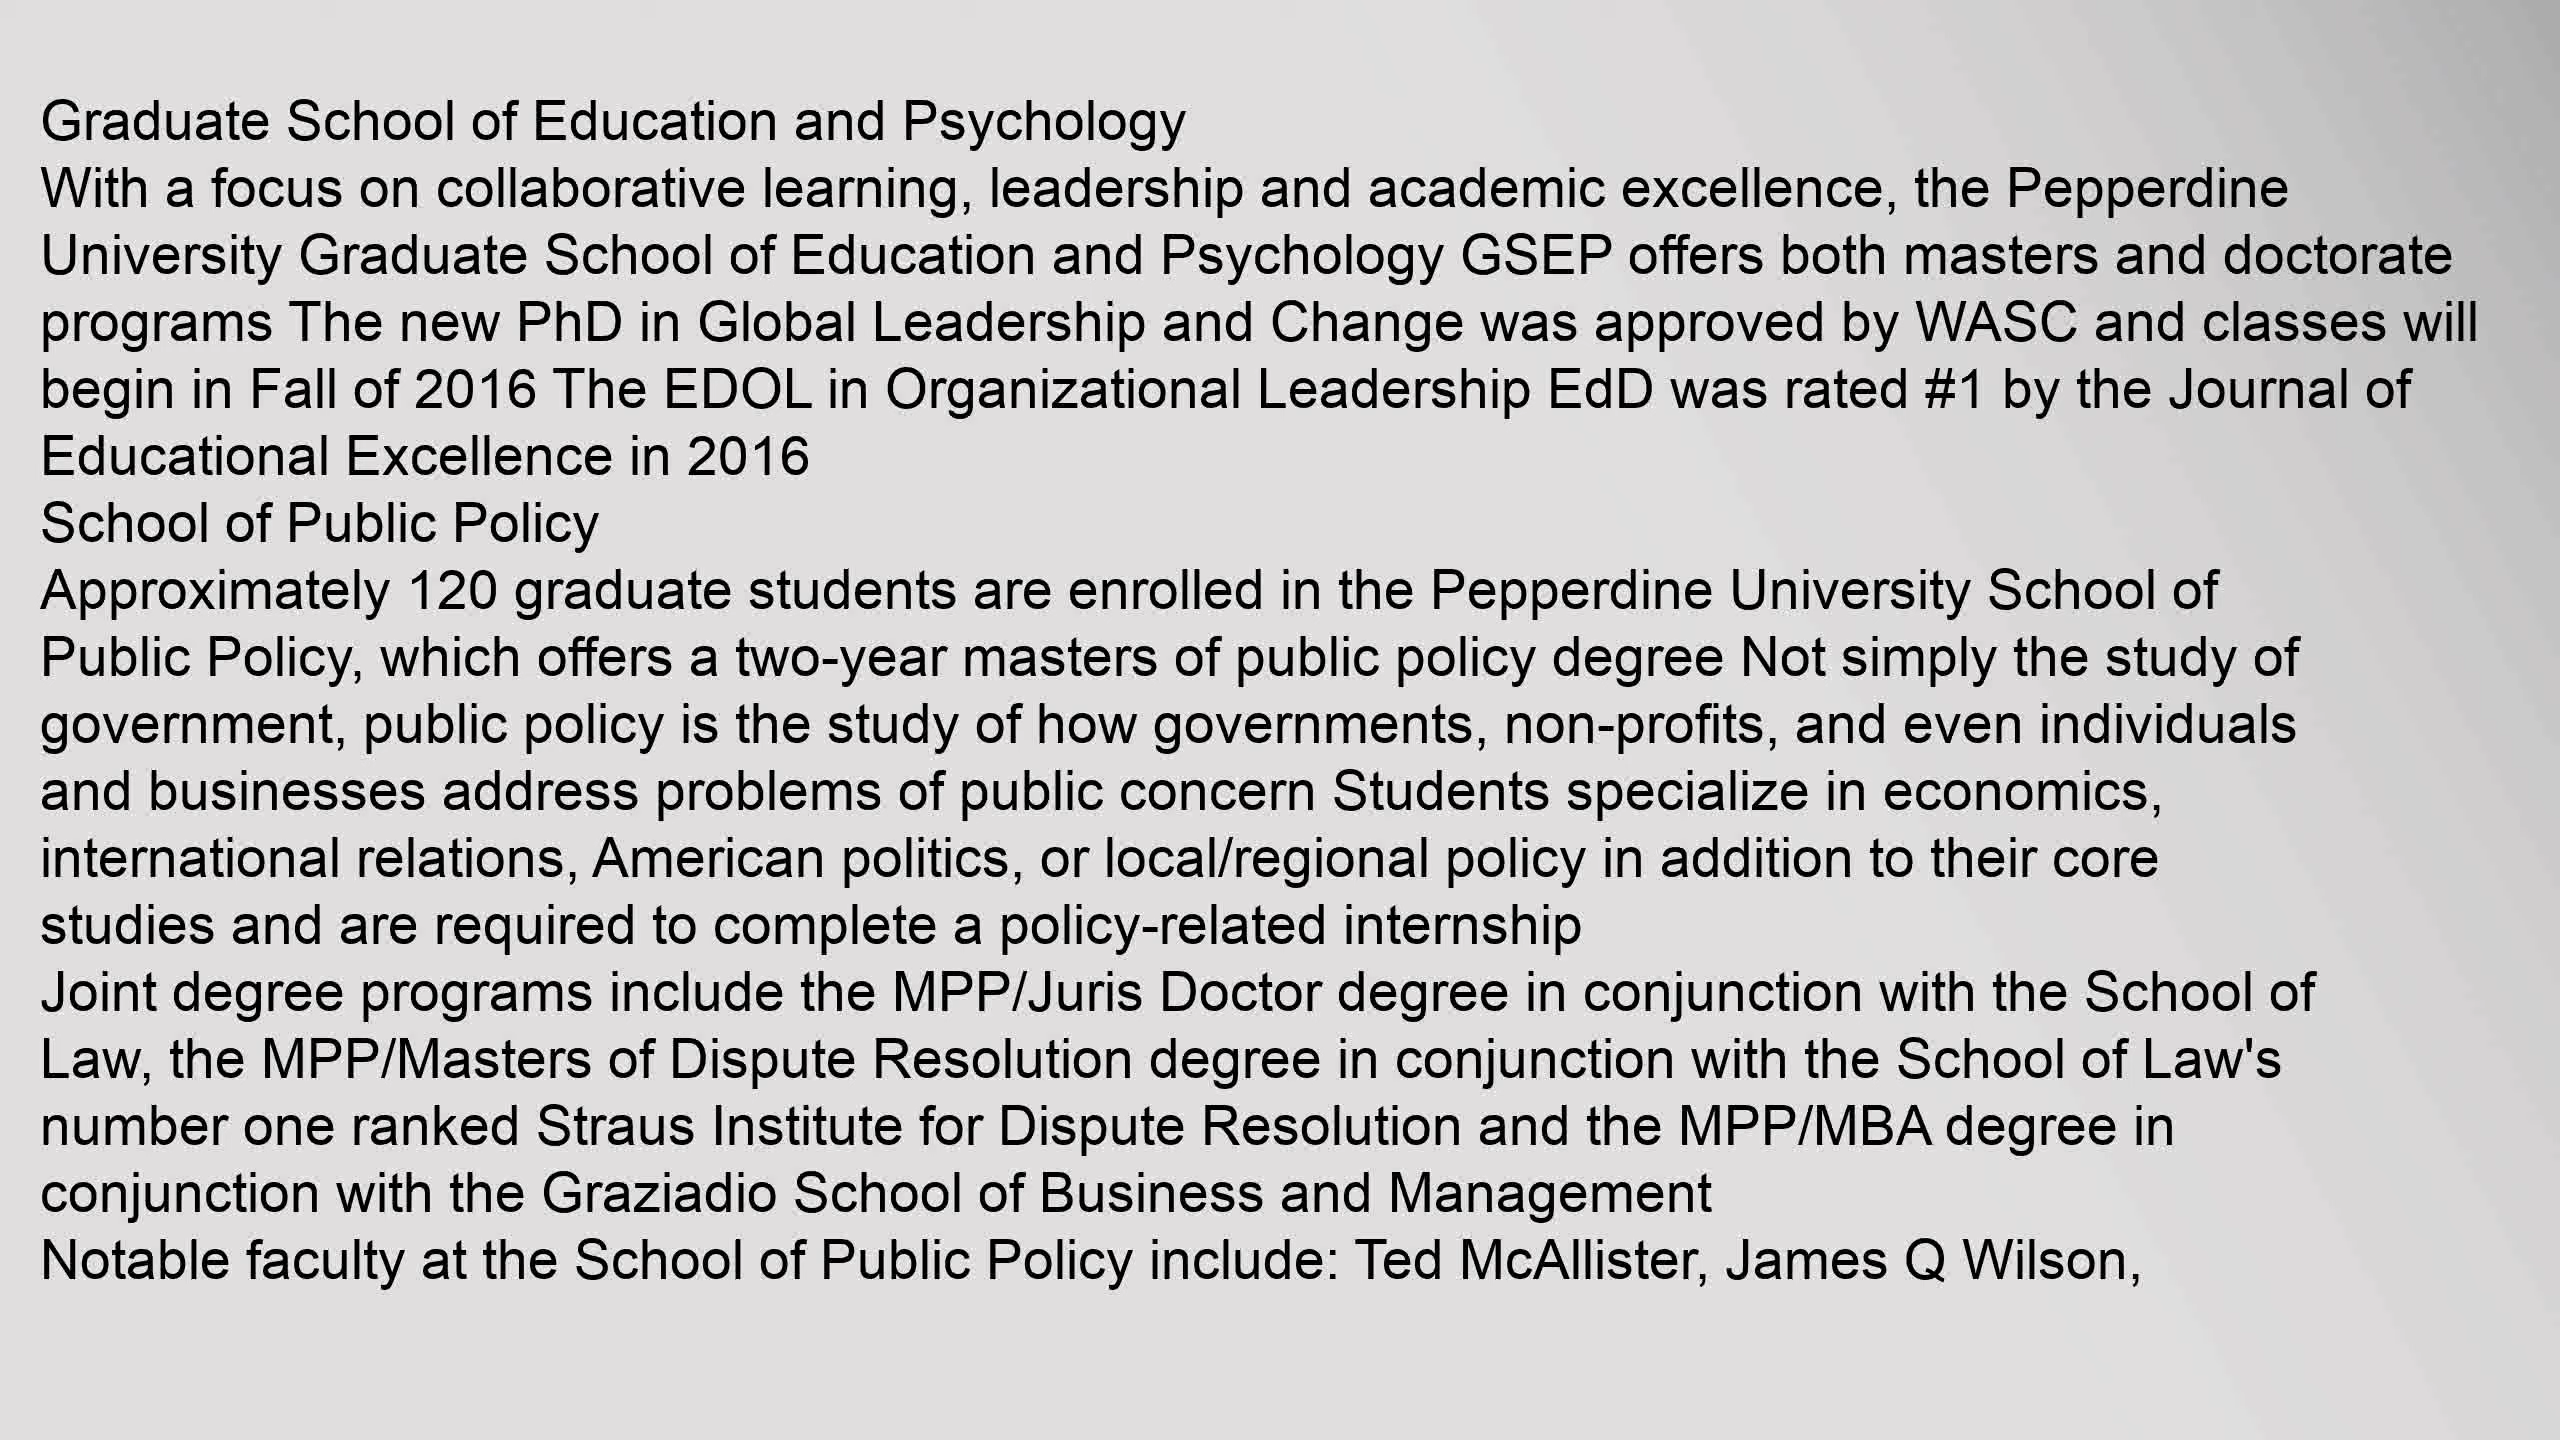 Graduate School of Education and Psychology
With a focus on collaborative learning, leadership and academic excellence, the Pepperdine
University Graduate School of Education and Psychology GSEP offers both masters and doctorate
programs The new PhD in Global Leadership and Change was approved by WASC and classes will
begin in Fall of 2016 The EDOL in Organizational Leadership EdD was rated #1 by the Journal of
Educational Excellence in 2016
School of Public Policy
Approximately 120 graduate students are enrolled in the Pepperdine University School of
Public Policy, which offers a two-year masters of public policy degree Not simply the study of
government, public policy is the study of how governments, non-profits, and even individuals
and businesses address problems of public concern Students specialize in economics,
international relations, American politics, or local/regional policy in addition to their core
studies and are required to complete a policy-related internship
Joint degree programs include the MPP/Juris Doctor degree in conjunction with the School of
Law, the MPP/Masters of Dispute Resolution degree in conjunction with the School of Law's
number one ranked Straus Institute for Dispute Resolution and the MPP/MBA degree in
conjunction with the Graziadio School of Business and Management
Notable faculty at the School of Public Policy include: Ted McAllister, James Q Wilson,